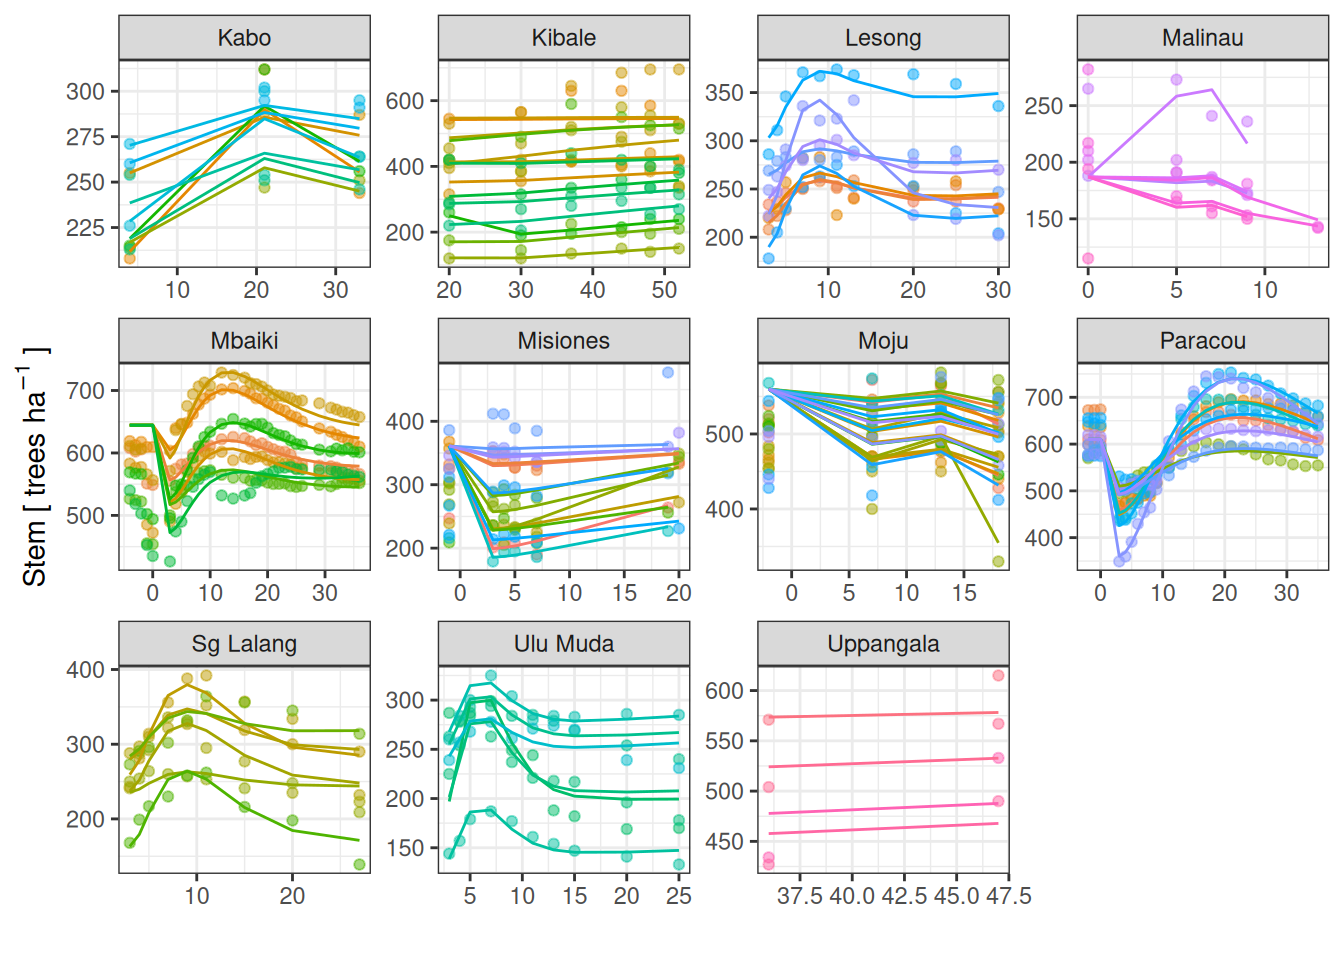 Kabo Kibale Lesong Malinau
300
275
250
225
10 20 30
600
400
200
20 30 40 50
350
300
250
200
10 20 30
250
200
150
0 5 10
Stem [ trees ha⁻¹ ]
Mbaiki Misiones Moju Paracou
700
600
500
0 10 20 30
400
300
200
0 5 10 15 20
500
400
0 5 10 15
700
600
500
400
0 10 20 30
Sg Lalang Ulu Muda Uppangala
400
300
200
10 20
300
250
200
150
5 10 15 20 25
600
550
500
450
37.5 40.0 42.5 45.0 47.5